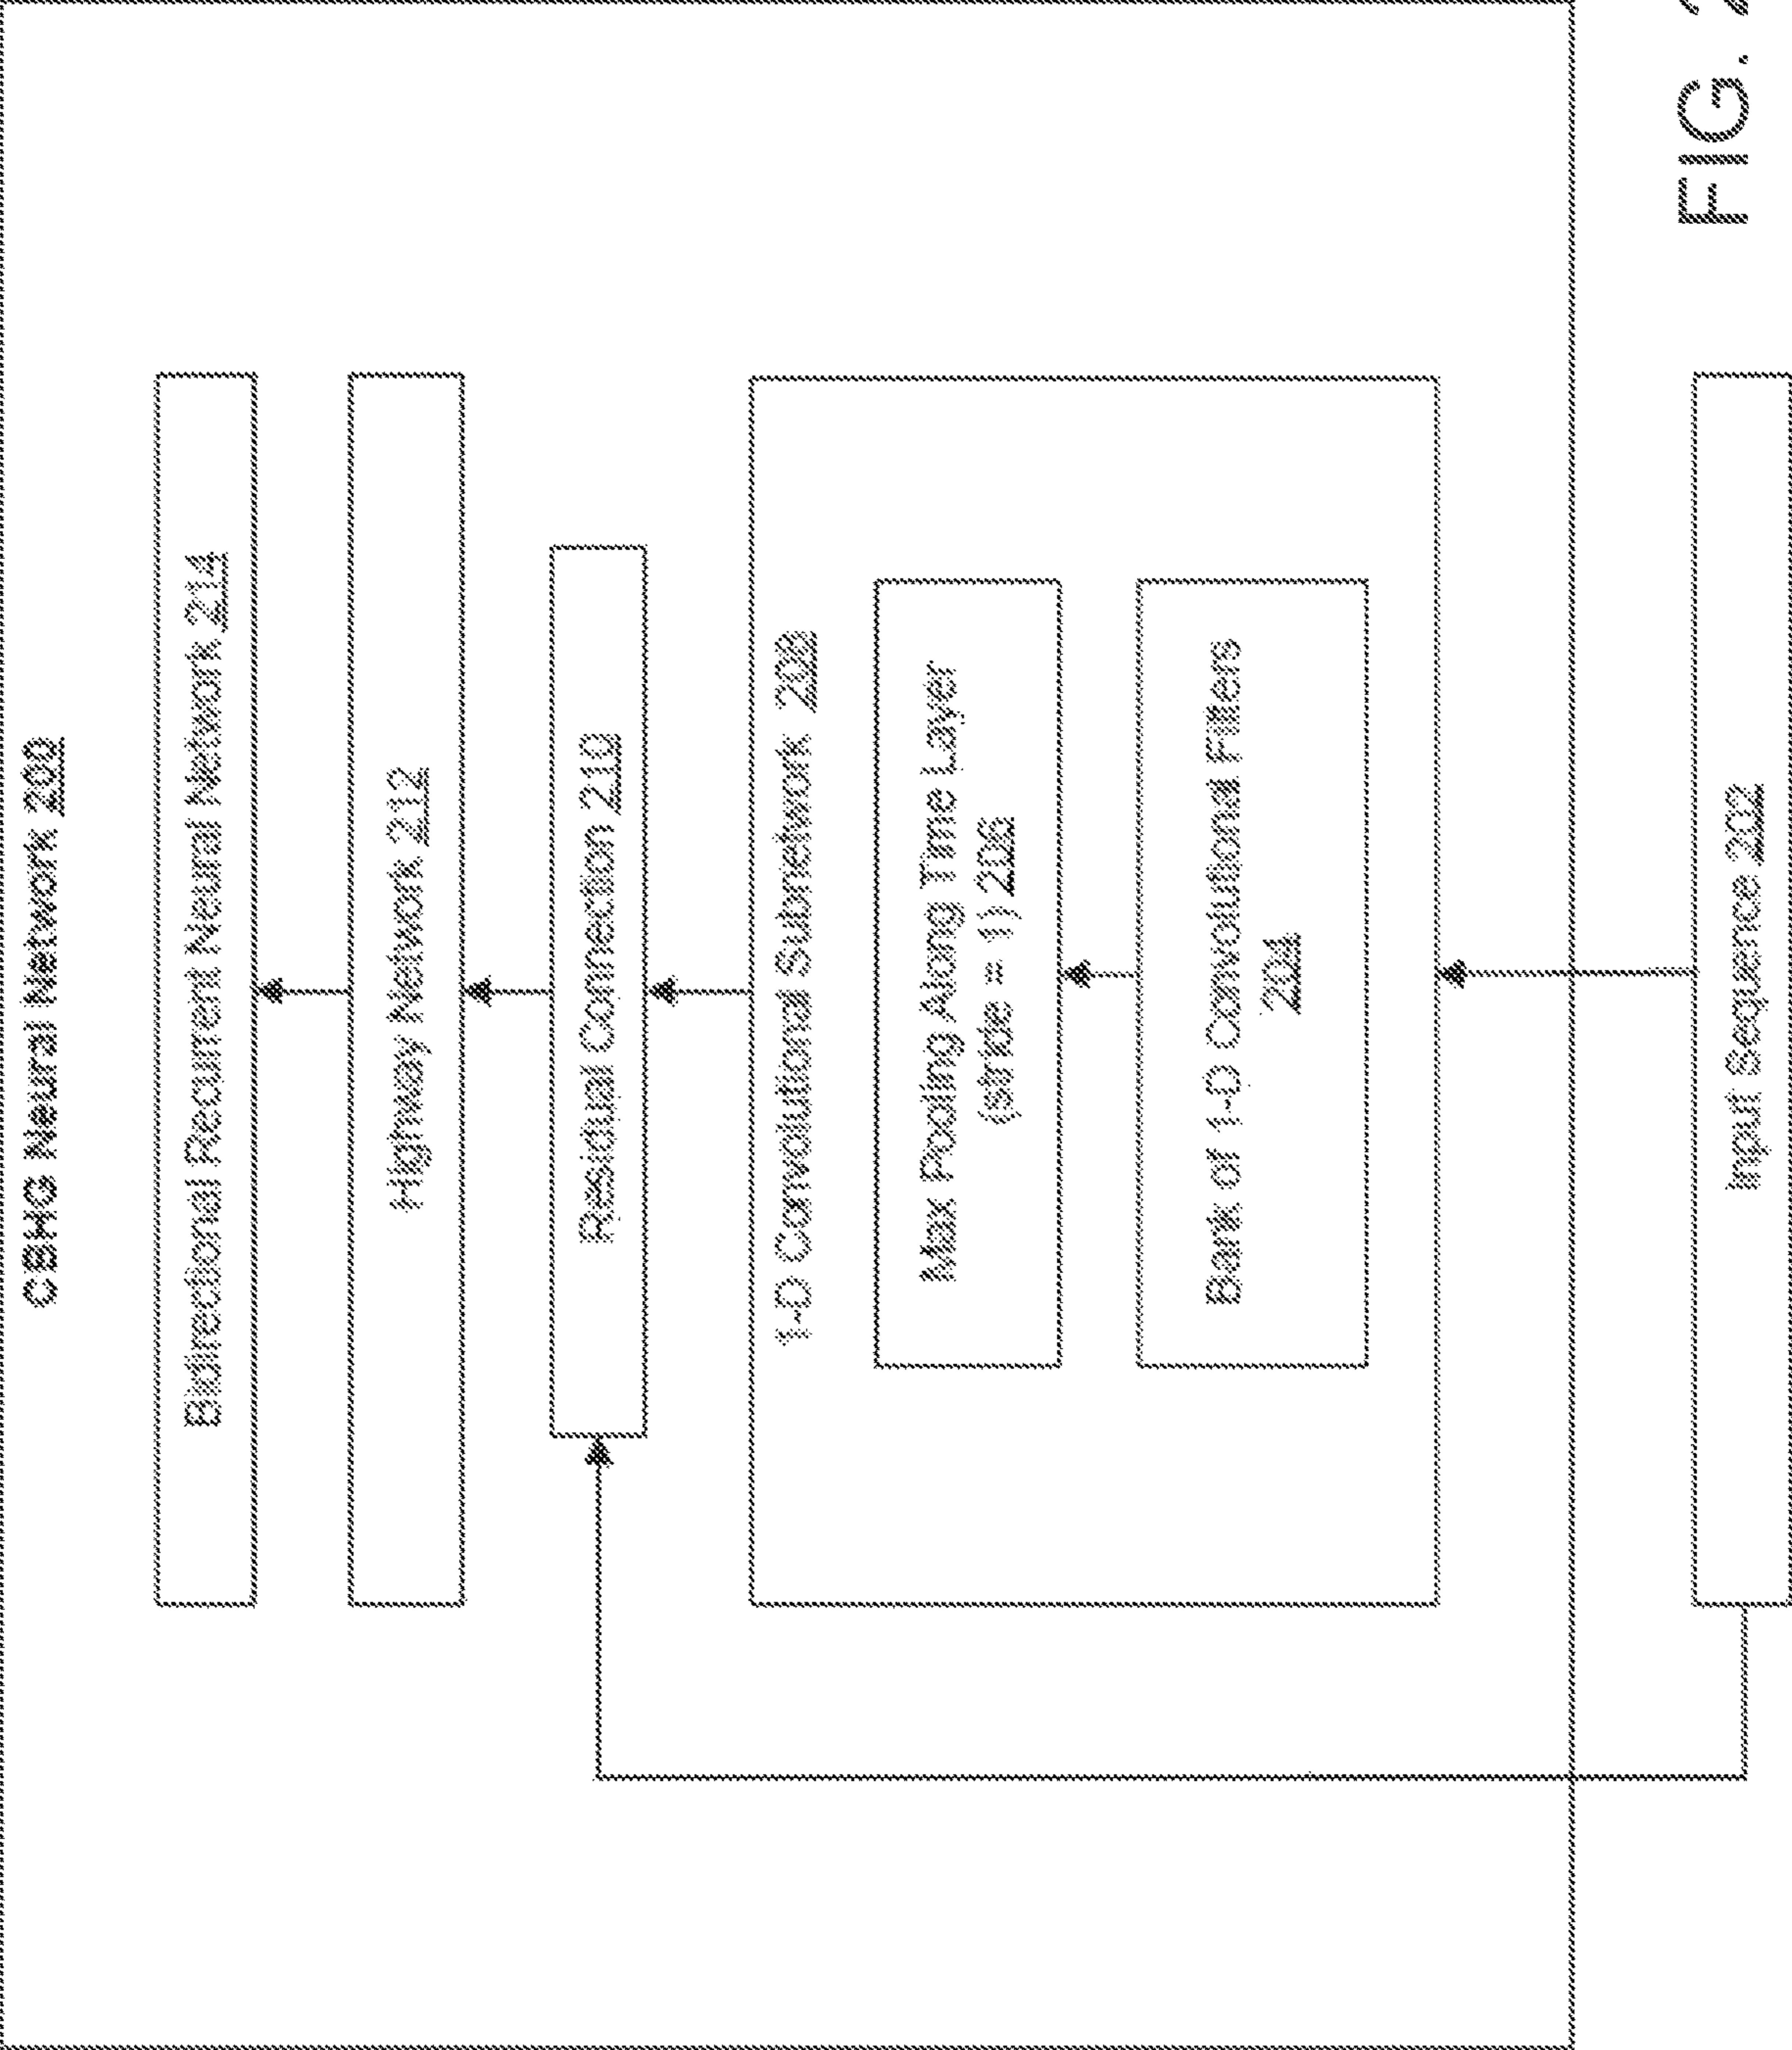 CBHG Neural Network 200
Bidirectional Recurrent Neural Network 214
Highway Network 212
Residual Connection 210
1-D Convolutional Subnetwork 208
Max Pooling Along Time Layer
(stride = 1) 206
Bank of 1-D Convolutional Filters
204
Input Sequence 202
FIG. 2